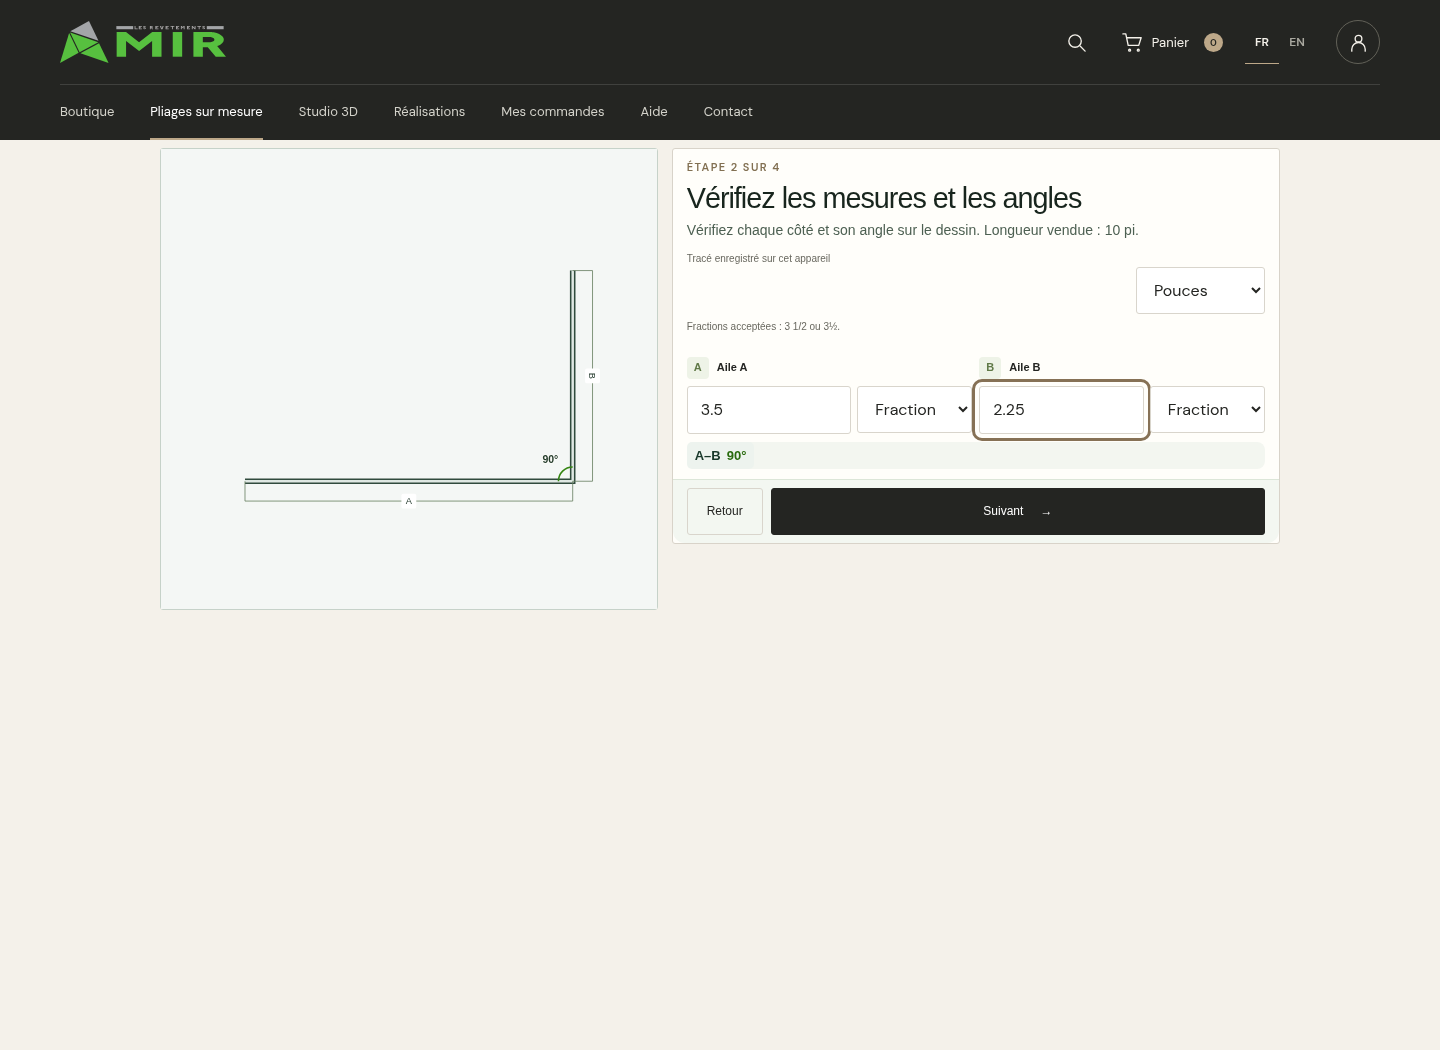 LES REVÊTEMENTS
MIR
Panier 0 FR EN
Boutique Pliages sur mesure Studio 3D Réalisations Mes commandes Aide Contact
90°
B
A
ÉTAPE 2 SUR 4
Vérifiez les mesures et les angles
Vérifiez chaque côté et son angle sur le dessin. Longueur vendue : 10 pi.
Tracé enregistré sur cet appareil
Pouces
Fractions acceptées : 3 1/2 ou 3½.
A Aile A B Aile B
3.5 Fraction 2.25 Fraction
A–B 90°
Retour Suivant →